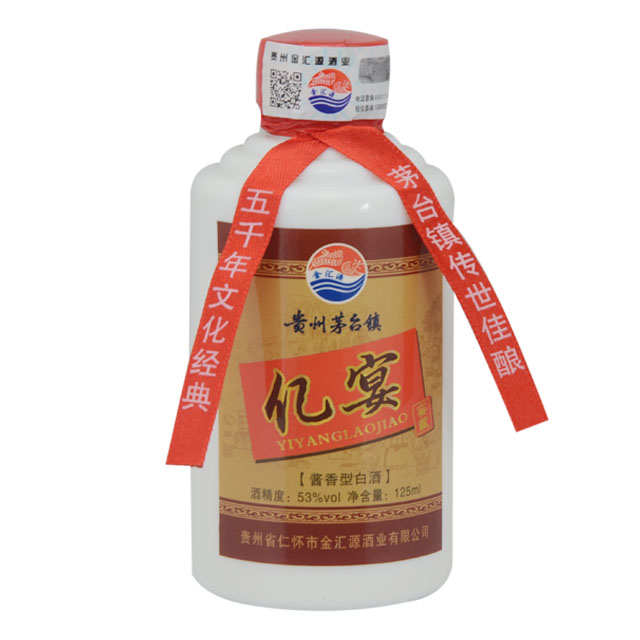 贵州金汇源酒业
金汇源
五千年文化经典
茅台镇传世佳酿
金汇源
贵州茅台镇
亿宴
YIYANGLAOJIAO
【酱香型白酒】
酒精度：53%vol 净含量：125ml
贵州省仁怀市金汇源酒业有限公司